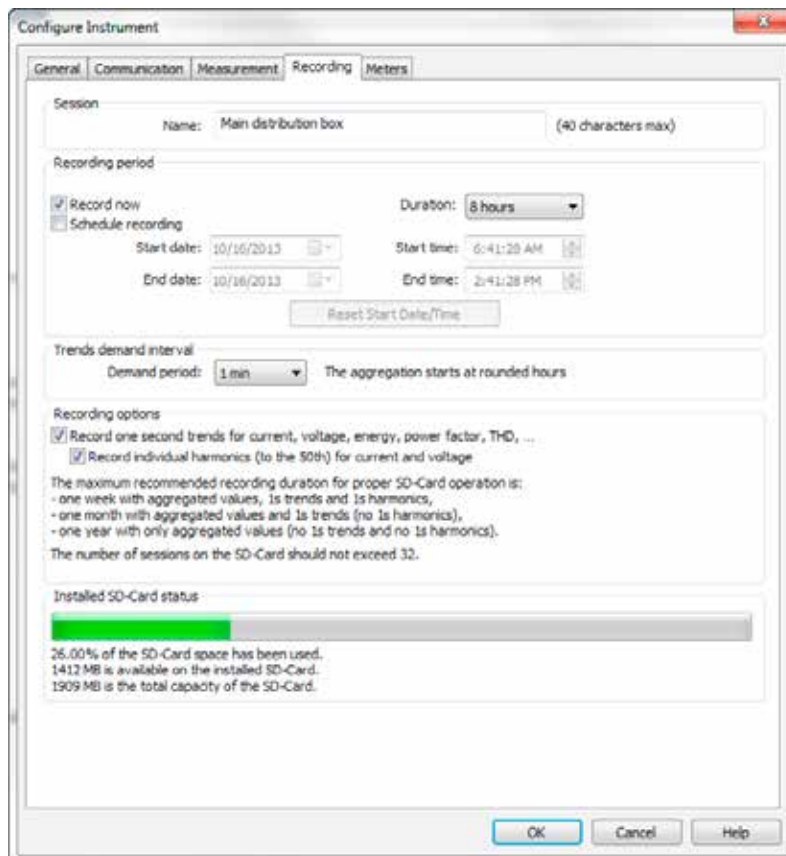 Configure Instrument
General Communication Measurement Recording Meters
Session
Name: Main distribution box (40 characters max)
Recording period
Record now Duration: 8 hours
Schedule recording
Start date: 10/16/2013 Start time: 6:41:28 AM
End date: 10/16/2013 End time: 2:41:28 PM
Reset Start Date/Time
Trends demand interval
Demand period: 1 min The aggregation starts at rounded hours
Recording options
Record one second trends for current, voltage, energy, power factor, THD, ...
Record individual harmonics (to the 50th) for current and voltage
The maximum recommended recording duration for proper SD-Card operation is:
- one week with aggregated values, 1s trends and 1s harmonics,
- one month with aggregated values and 1s trends (no 1s harmonics),
- one year with only aggregated values (no 1s trends and no 1s harmonics).
The number of sessions on the SD-Card should not exceed 32.
Installed SD-Card status
26.00% of the SD-Card space has been used.
1412 MB is available on the installed SD-Card.
1909 MB is the total capacity of the SD-Card.
OK Cancel Help